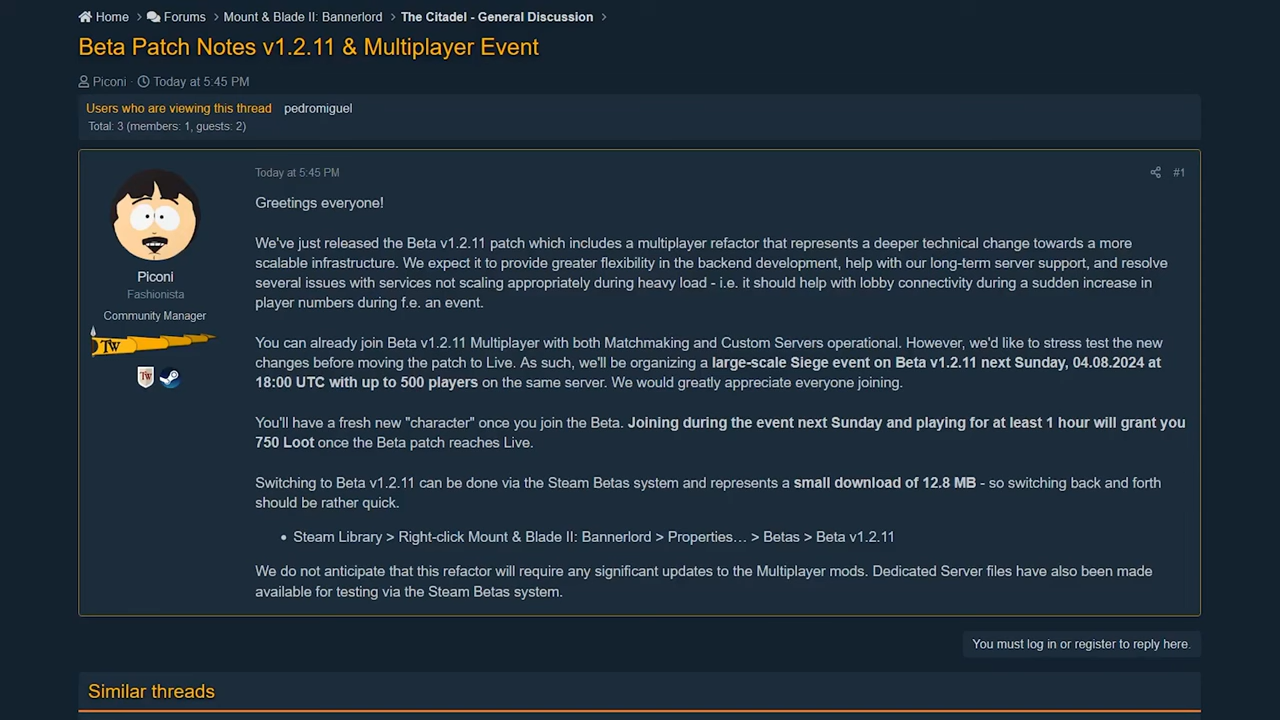 Home > Forums > Mount & Blade II: Bannerlord > The Citadel - General Discussion >
Beta Patch Notes v1.2.11 & Multiplayer Event
Piconi · Today at 5:45 PM
Users who are viewing this thread pedromiguel
Total: 3 (members: 1, guests: 2)
Today at 5:45 PM #1
Piconi
Fashionista
Community Manager
TW
TW
Greetings everyone!
We've just released the Beta v1.2.11 patch which includes a multiplayer refactor that represents a deeper technical change towards a more
scalable infrastructure. We expect it to provide greater flexibility in the backend development, help with our long-term server support, and resolve
several issues with services not scaling appropriately during heavy load - i.e. it should help with lobby connectivity during a sudden increase in
player numbers during f.e. an event.
You can already join Beta v1.2.11 Multiplayer with both Matchmaking and Custom Servers operational. However, we'd like to stress test the new
changes before moving the patch to Live. As such, we'll be organizing a large-scale Siege event on Beta v1.2.11 next Sunday, 04.08.2024 at
18:00 UTC with up to 500 players on the same server. We would greatly appreciate everyone joining.
You'll have a fresh new "character" once you join the Beta. Joining during the event next Sunday and playing for at least 1 hour will grant you
750 Loot once the Beta patch reaches Live.
Switching to Beta v1.2.11 can be done via the Steam Betas system and represents a small download of 12.8 MB - so switching back and forth
should be rather quick.
• Steam Library > Right-click Mount & Blade II: Bannerlord > Properties… > Betas > Beta v1.2.11
We do not anticipate that this refactor will require any significant updates to the Multiplayer mods. Dedicated Server files have also been made
available for testing via the Steam Betas system.
You must log in or register to reply here.
Similar threads